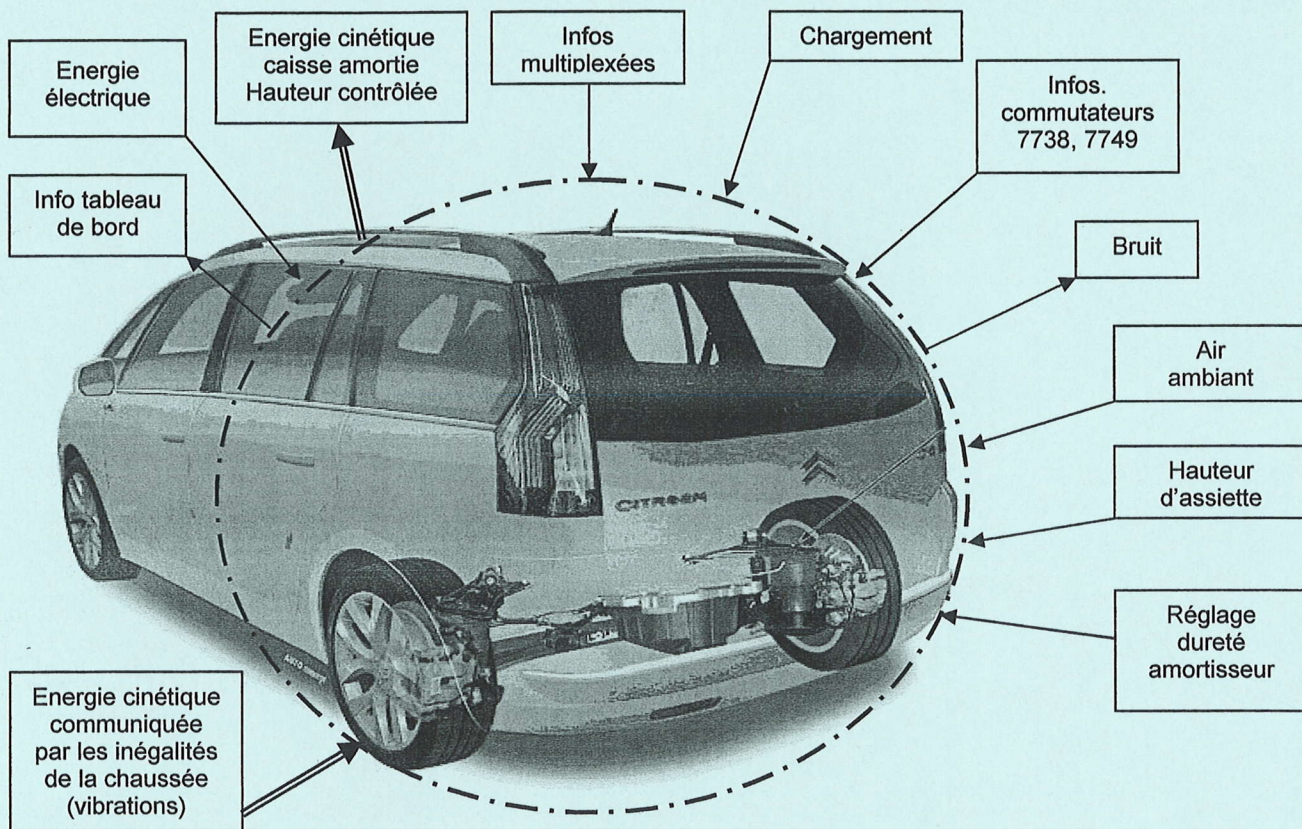 Energie
électrique
Energie cinétique
caisse amortie
Hauteur contrôlée
Infos
multiplexées
Chargement
Infos.
commutateurs
7738, 7749
Info tableau
de bord
Bruit
Air
ambiant
Hauteur
d'assiette
CITROËN
Réglage
dureté
amortisseur
Energie cinétique
communiquée
par les inégalités
de la chaussée
(vibrations)